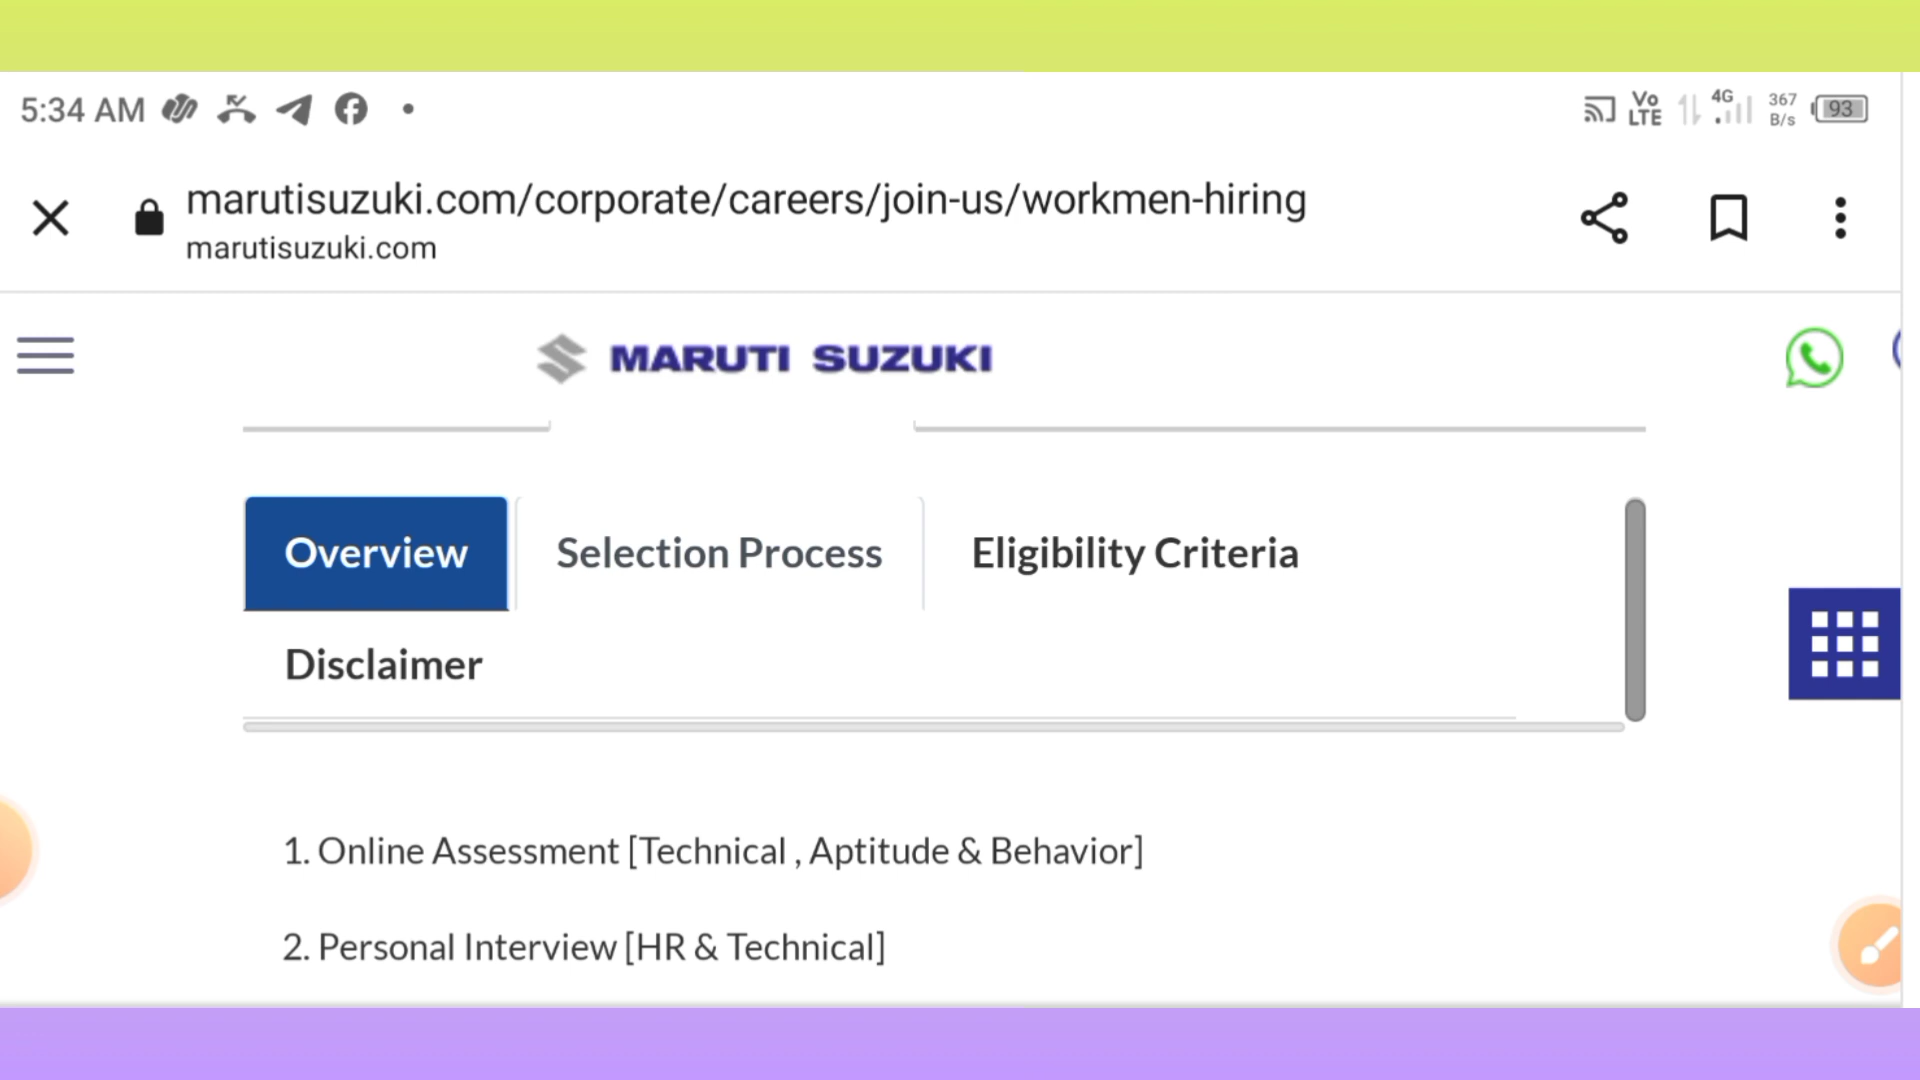 5:34 AM
Vo LTE 4G 367 B/s 93
marutisuzuki.com/corporate/careers/join-us/workmen-hiring
marutisuzuki.com
MARUTI SUZUKI
Overview Selection Process Eligibility Criteria
Disclaimer
1. Online Assessment [Technical , Aptitude & Behavior]
2. Personal Interview [HR & Technical]